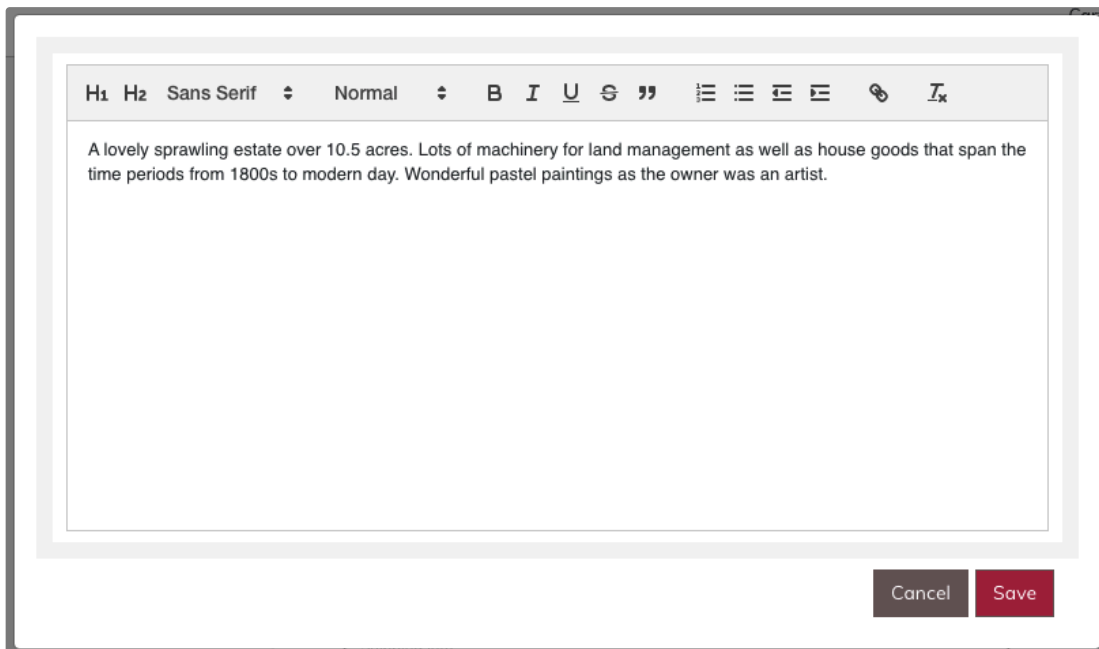 H1 H2 Sans Serif Normal B I U S
A lovely sprawling estate over 10.5 acres. Lots of machinery for land management as well as house goods that span the
time periods from 1800s to modern day. Wonderful pastel paintings as the owner was an artist.
Cancel Save